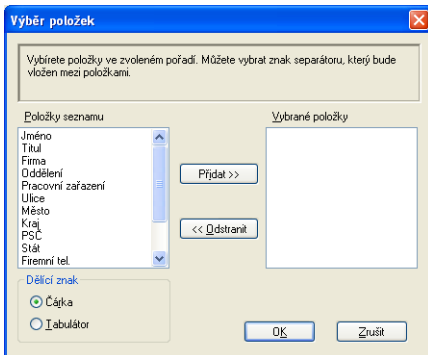 Výběr položek
Vybírete položky ve zvoleném pořadí. Můžete vybrat znak separátoru, který bude
vložen mezi položkami.
Položky seznamu
Vybrané položky
Jméno
Titul
Firma
Oddělení
Pracovní zařazení
Ulice
Město
Kraj
PSČ
Stát
Firemní tel.
Přidat >>
<< Odstranit
Dělící znak
Čárka
Tabulátor
OK
Zrušit